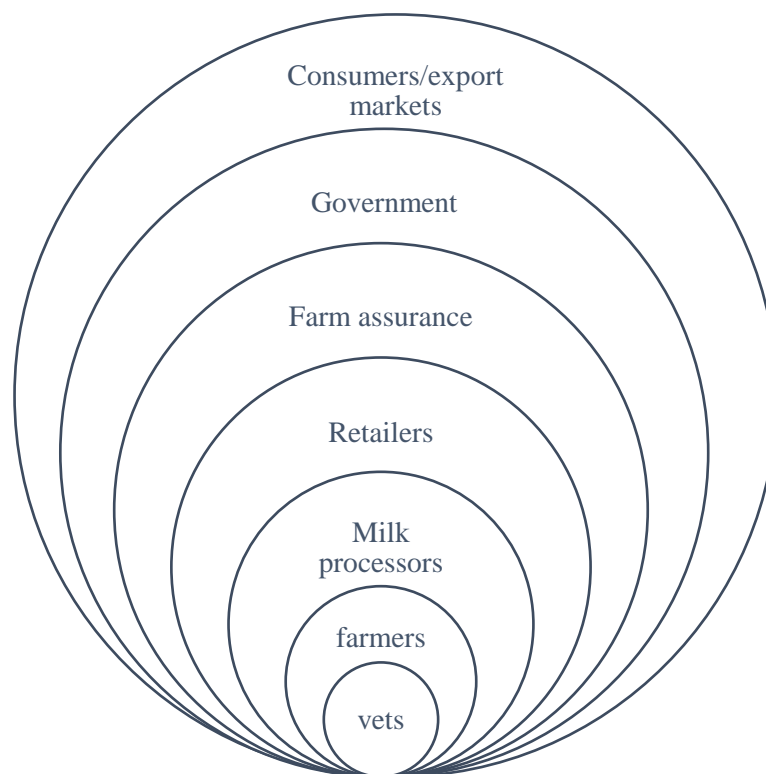 Consumers/export
markets
Government
Farm assurance
Retailers
Milk
processors
farmers
vets